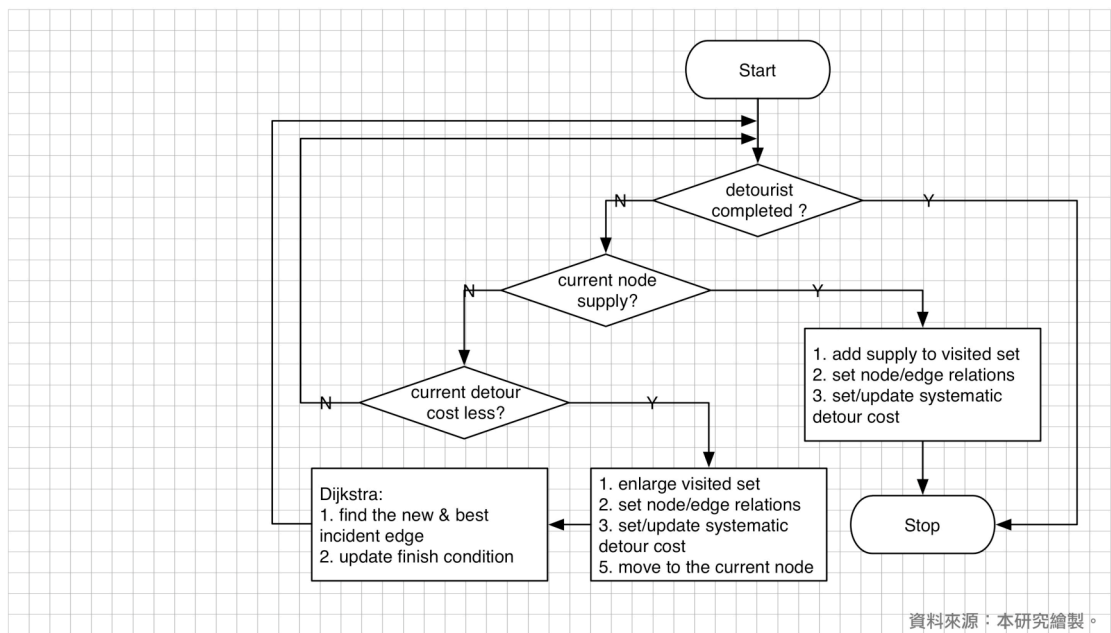 Start
detourist
completed ?
N
Y
current node
supply?
N
Y
1. add supply to visited set
2. set node/edge relations
3. set/update systematic
detour cost
current detour
cost less?
N
Y
Dijkstra:
1. find the new & best
incident edge
2. update finish condition
1. enlarge visited set
2. set node/edge relations
3. set/update systematic
detour cost
5. move to the current node
Stop
資料來源：本研究繪製。